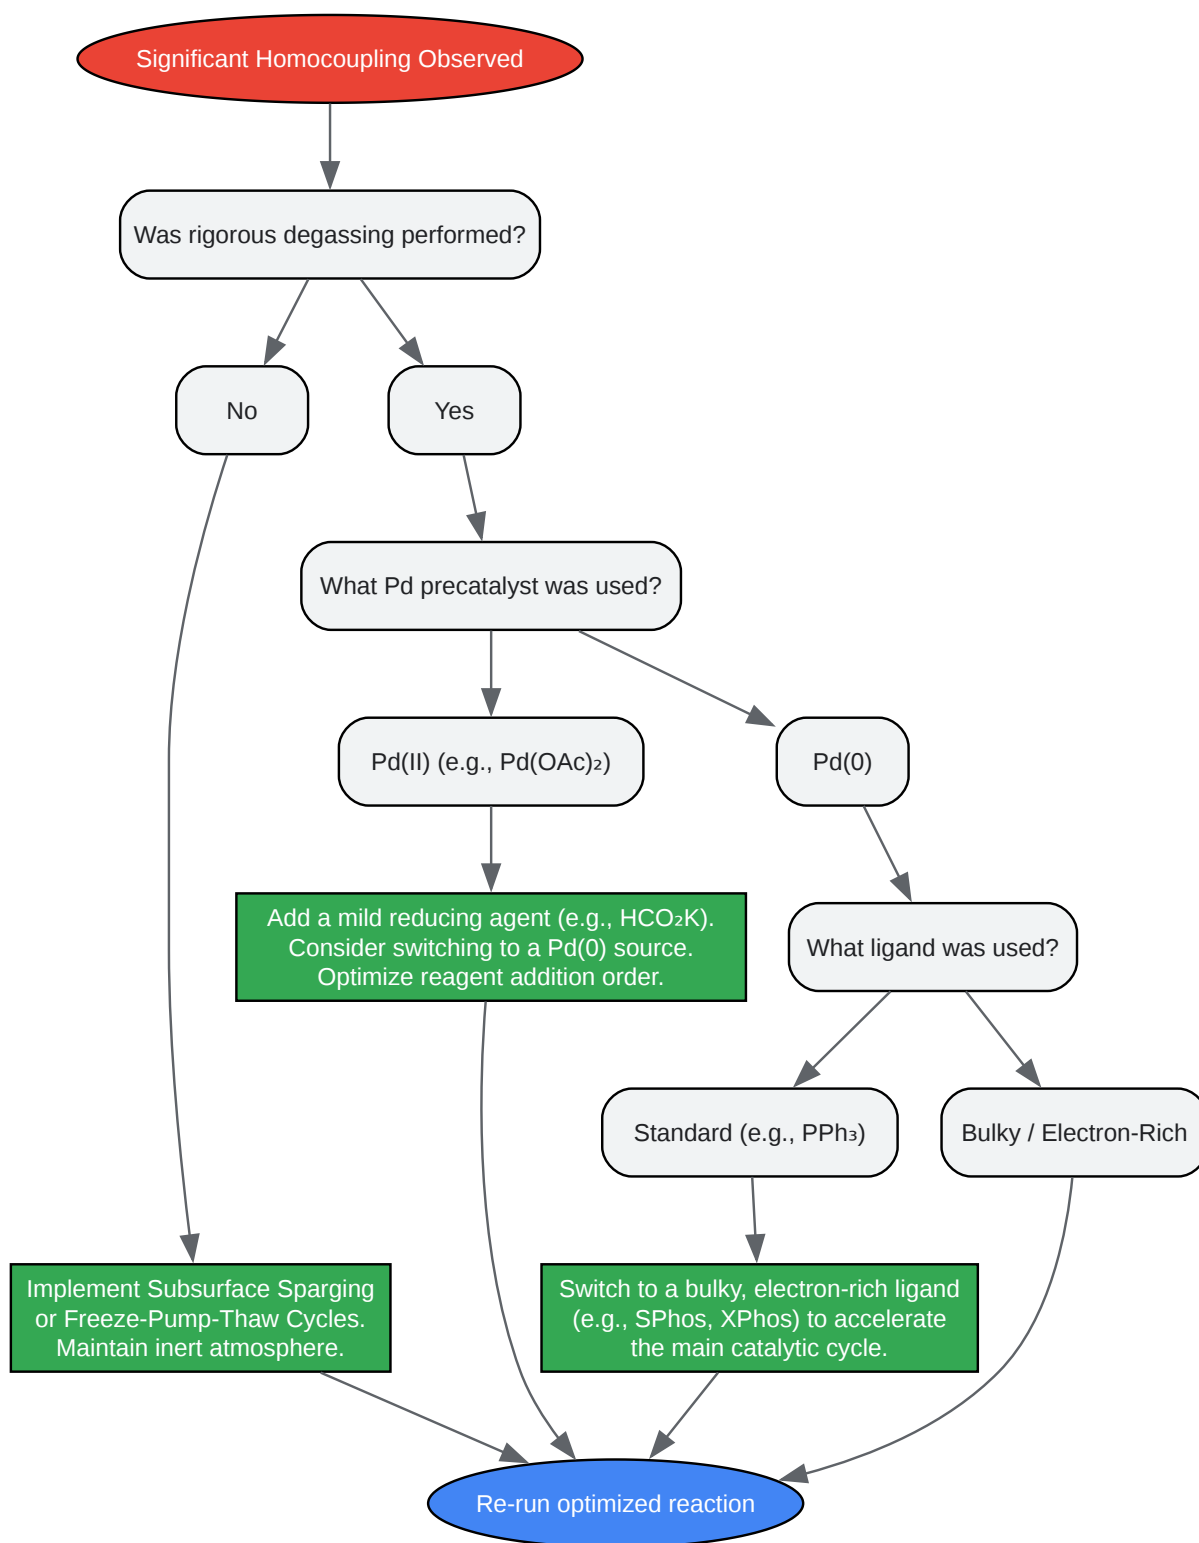 Significant Homocoupling Observed
Was rigorous degassing performed?
No
Yes
What Pd precatalyst was used?
Pd(II) (e.g., Pd(OAc)₂)
Pd(0)
Add a mild reducing agent (e.g., HCO₂K).
Consider switching to a Pd(0) source.
Optimize reagent addition order.
What ligand was used?
Standard (e.g., PPh₃)
Bulky / Electron-Rich
Implement Subsurface Sparging
or Freeze-Pump-Thaw Cycles.
Maintain inert atmosphere.
Switch to a bulky, electron-rich ligand
(e.g., SPhos, XPhos) to accelerate
the main catalytic cycle.
Re-run optimized reaction